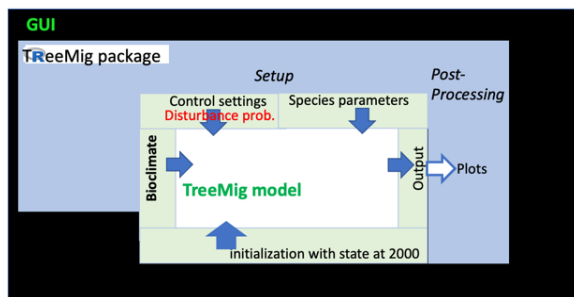 GUI
TReeMig package
Setup
Post-
Processing
Control settings
Disturbance prob.
Species parameters
Bioclimate
TreeMig model
Output
Plots
Initialization with state at 2000